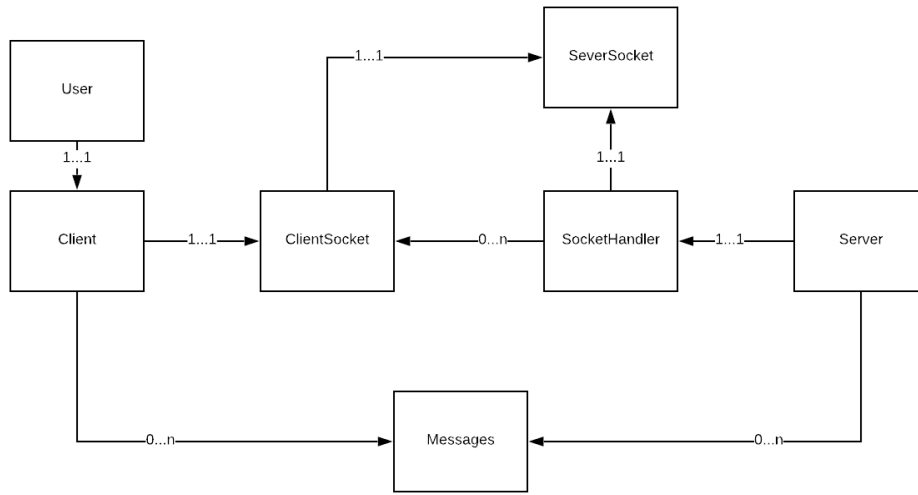 1...1
SeverSocket
User
1...1
1...1
Client
1...1
ClientSocket
0...n
SocketHandler
1...1
Server
0...n
Messages
0...n